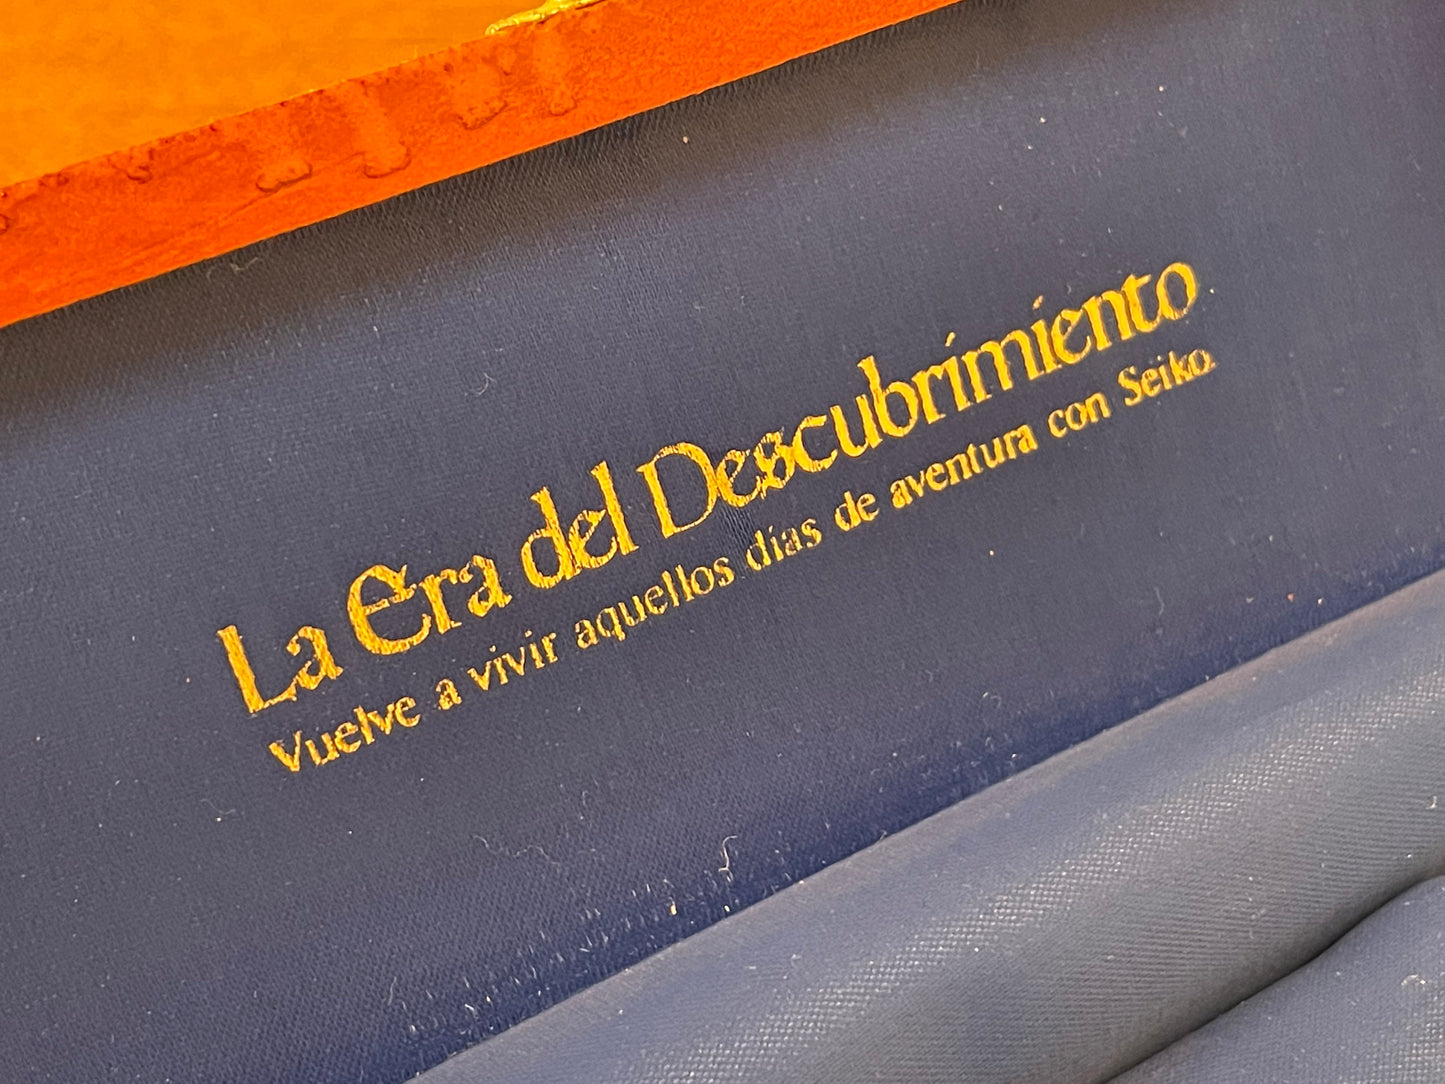 La Era del Descubrimiento
Vuelve a vivir aquellos días de aventura con Seiko.